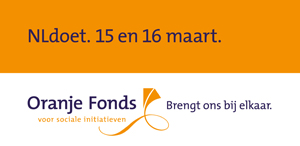 NLdoet. 15 en 16 maart.
Oranje Fonds
Brengt ons bij elkaar.
voor sociale initiatieven